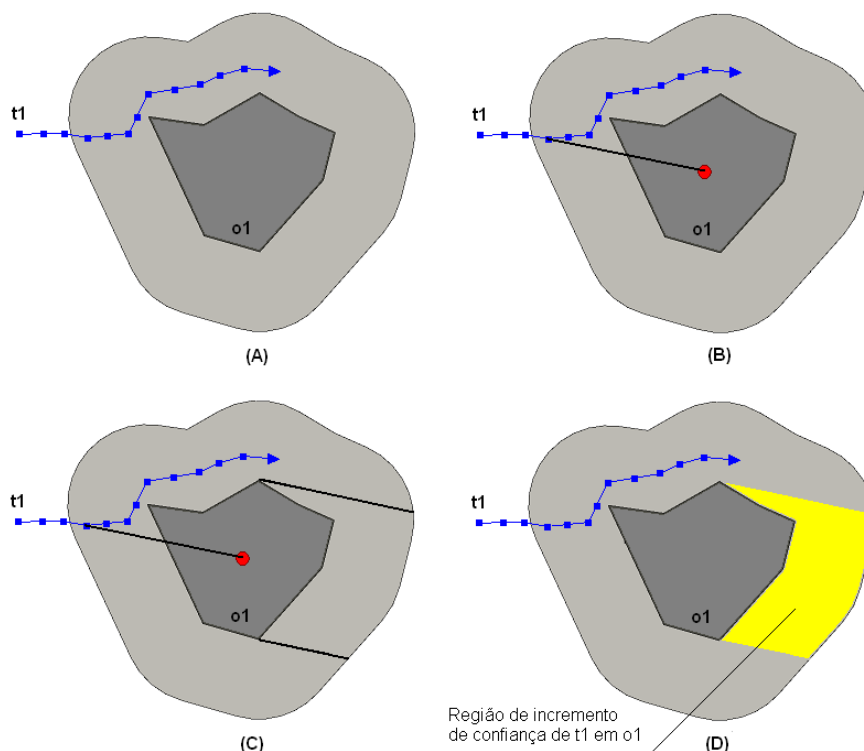 t1
o1
(A)
t1
o1
(B)
t1
o1
(C)
t1
o1
Região de incremento
de confiança de t1 em o1
(D)